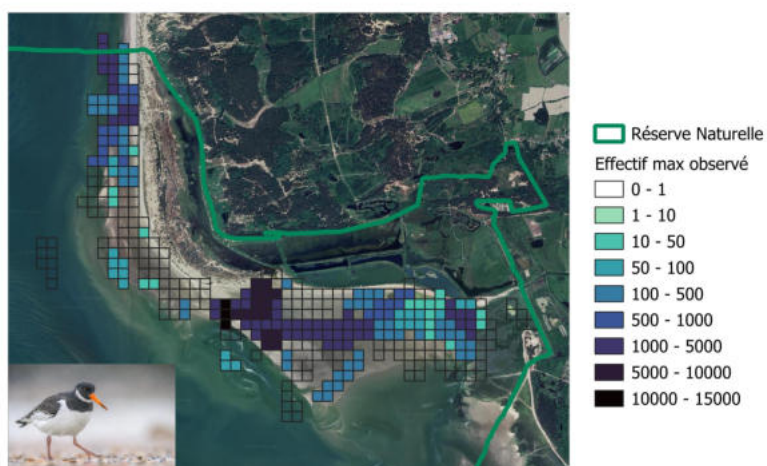 Réserve Naturelle
Effectif max observé
0 - 1
1 - 10
10 - 50
50 - 100
100 - 500
500 - 1000
1000 - 5000
5000 - 10000
10000 - 15000